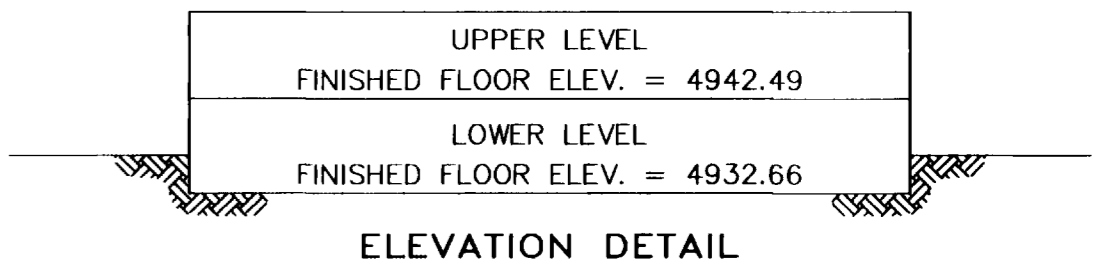 UPPER LEVEL
FINISHED FLOOR ELEV. = 4942.49
LOWER LEVEL
FINISHED FLOOR ELEV. = 4932.66
ELEVATION DETAIL